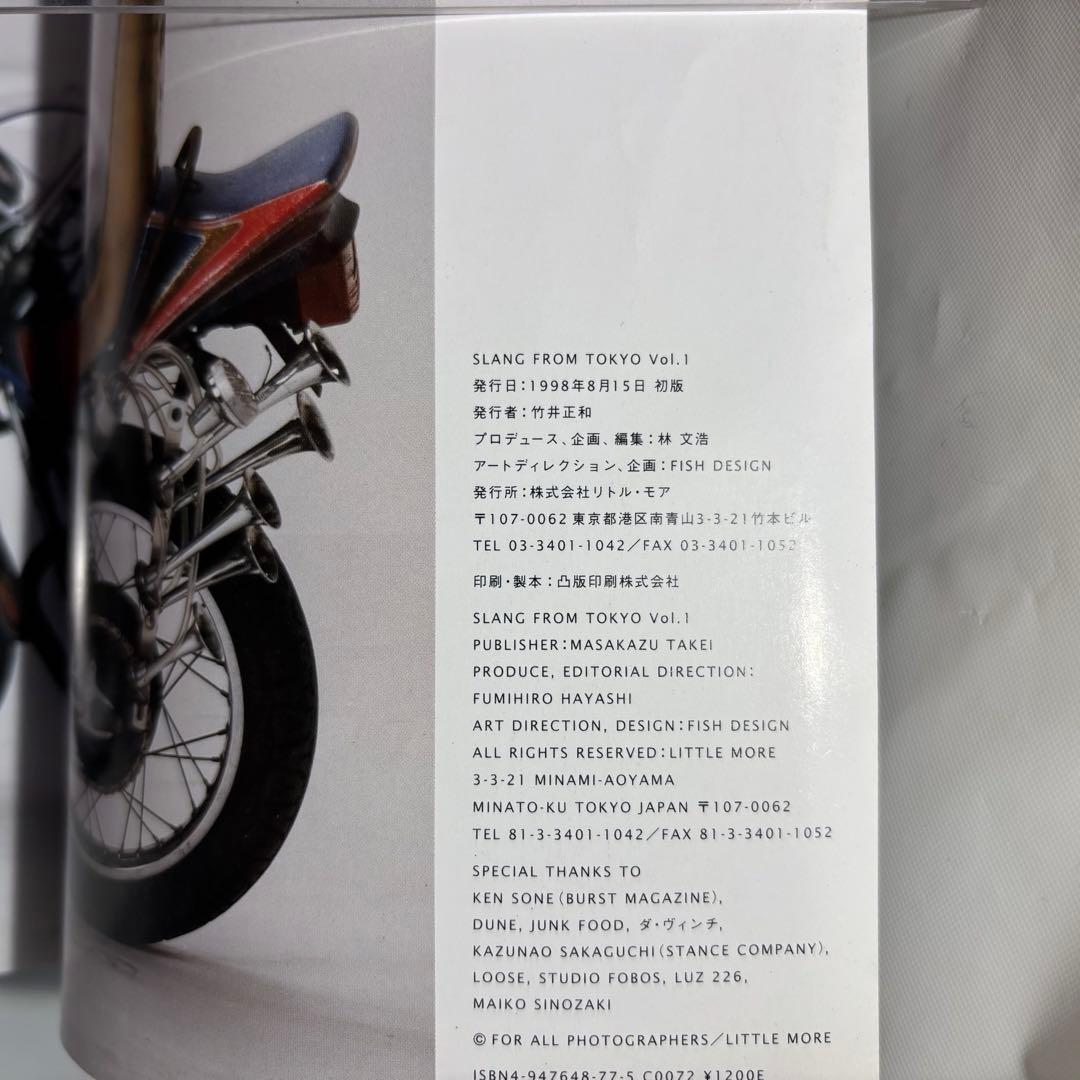 SLANG FROM TOKYO Vol.1
発行日：1998年8月15日 初版
発行者：竹井正和
プロデュース、企画、編集：林 文浩
アートディレクション、企画：FISH DESIGN
発行所：株式会社リトル・モア
〒107-0062 東京都港区南青山3-3-21竹本ビル
TEL 03-3401-1042／FAX 03-3401-1052
印刷・製本：凸版印刷株式会社
SLANG FROM TOKYO Vol.1
PUBLISHER：MASAKAZU TAKEI
PRODUCE, EDITORIAL DIRECTION：
FUMIHIRO HAYASHI
ART DIRECTION, DESIGN：FISH DESIGN
ALL RIGHTS RESERVED：LITTLE MORE
3-3-21 MINAMI-AOYAMA
MINATO-KU TOKYO JAPAN 〒107-0062
TEL 81-3-3401-1042／FAX 81-3-3401-1052
SPECIAL THANKS TO
KEN SONE（BURST MAGAZINE）,
DUNE, JUNK FOOD, ダ・ヴィンチ,
KAZUNAO SAKAGUCHI（STANCE COMPANY）,
LOOSE, STUDIO FOBOS, LUZ 226,
MAIKO SINOZAKI
© FOR ALL PHOTOGRAPHERS／LITTLE MORE
ISBN4-947648-77-5 C0072 ¥1200E